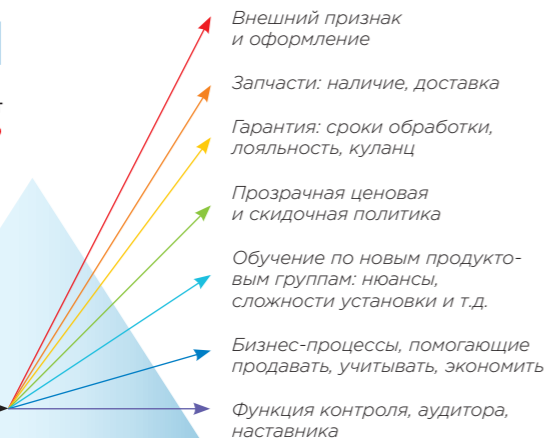 Внешний признак
и оформление
Запчасти: наличие, доставка
Гарантия: сроки обработки,
лояльность, куланц
Прозрачная ценовая
и скидочная политика
Обучение по новым продукто-
вым группам: нюансы,
сложности установки и т.д.
Бизнес-процессы, помогающие
продавать, учитывать, экономить
Функция контроля, аудитора,
наставника